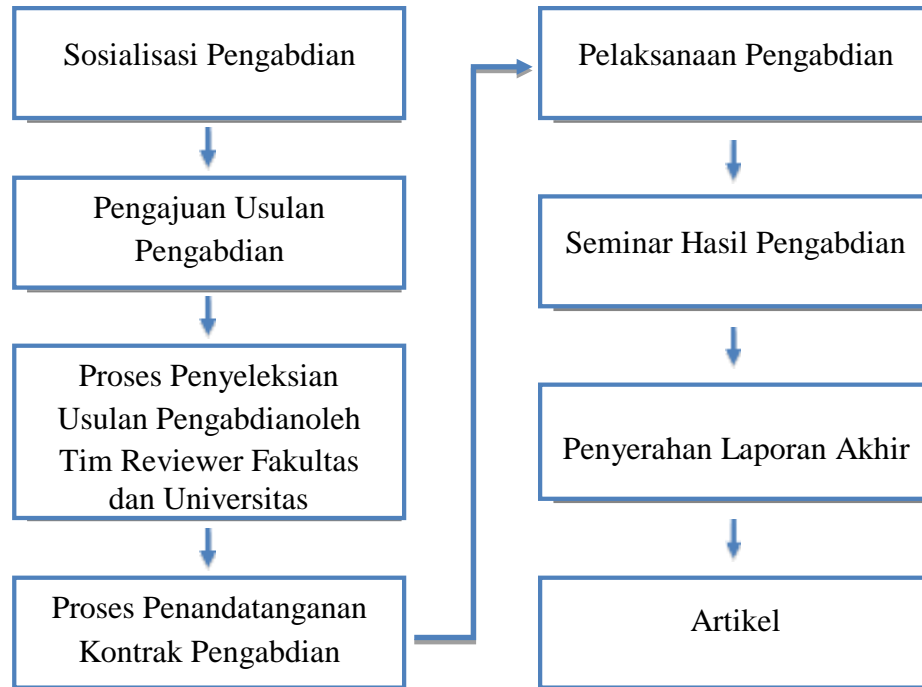 Sosialisasi Pengabdian
Pengajuan Usulan
Pengabdian
Proses Penyeleksian
Usulan Pengabdianoleh
Tim Reviewer Fakultas
dan Universitas
Proses Penandatanganan
Kontrak Pengabdian
Pelaksanaan Pengabdian
Seminar Hasil Pengabdian
Penyerahan Laporan Akhir
Artikel